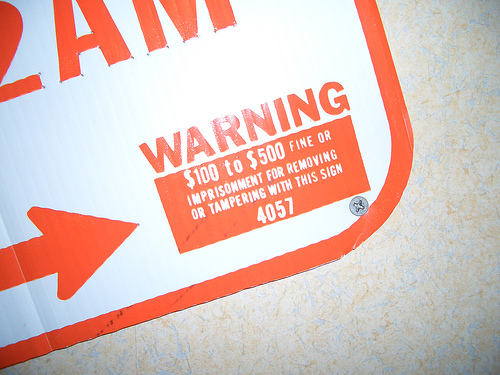 2AM
WARNING
$100 to $500 FINE OR
IMPRISONMENT FOR REMOVING
OR TAMPERING WITH THIS SIGN
4057